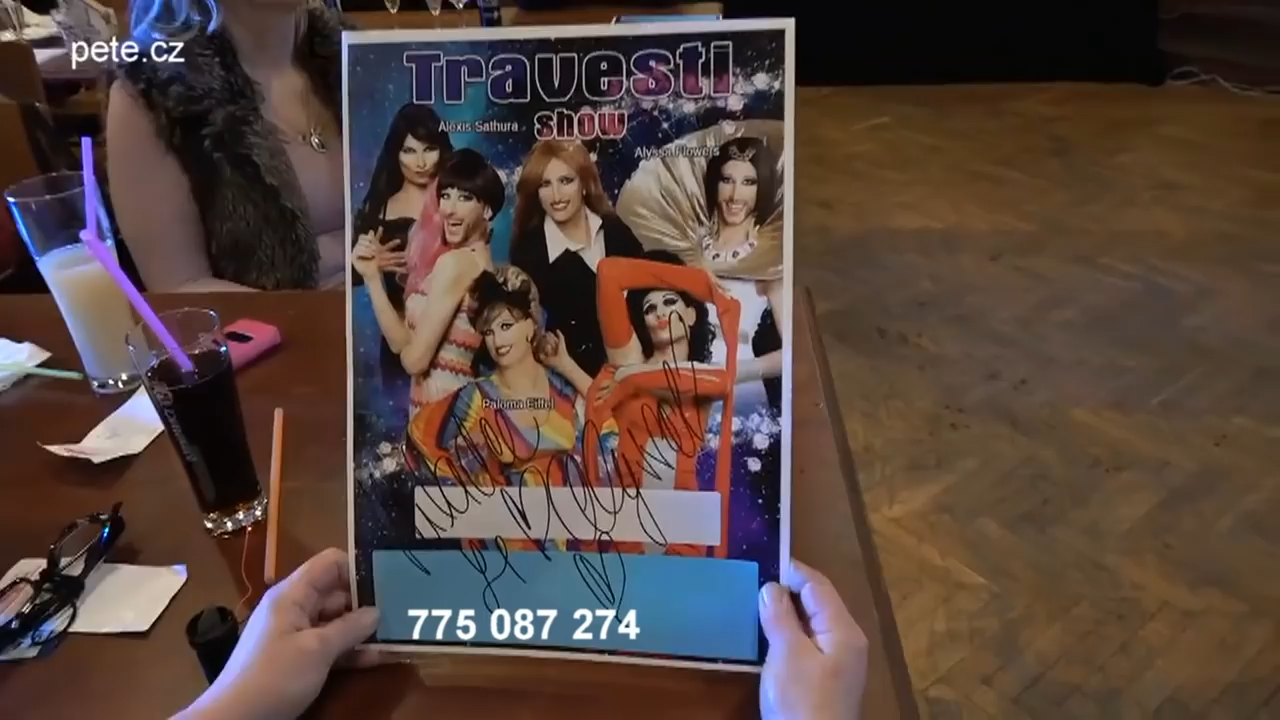 pete.cz
Travesti
show
Alexis Sathura
Alyssa Flowers
Paloma Eiffel
775 087 274